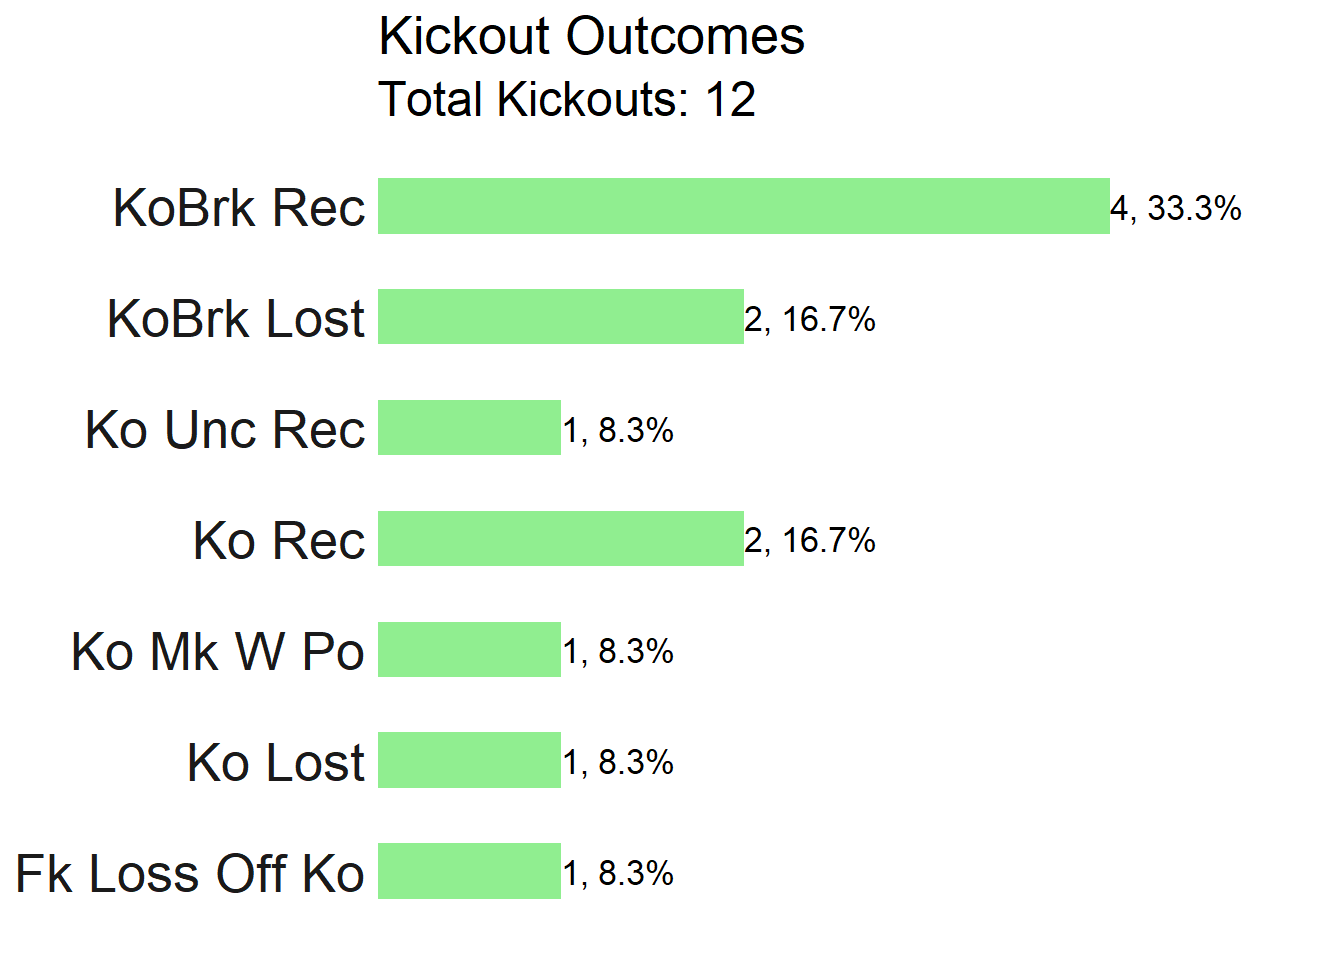 Kickout Outcomes
Total Kickouts: 12
KoBrk Rec 4, 33.3%
KoBrk Lost 2, 16.7%
Ko Unc Rec 1, 8.3%
Ko Rec 2, 16.7%
Ko Mk W Po 1, 8.3%
Ko Lost 1, 8.3%
Fk Loss Off Ko 1, 8.3%